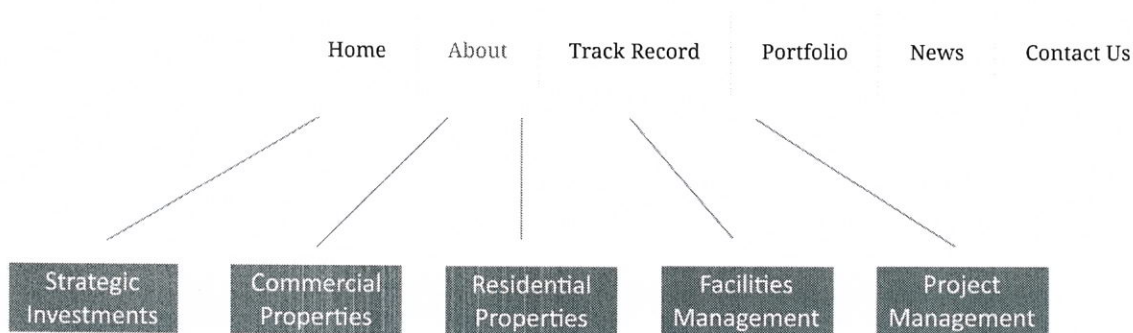 Home About Track Record Portfolio News Contact Us
Strategic Investments
Commercial Properties
Residential Properties
Facilities Management
Project Management